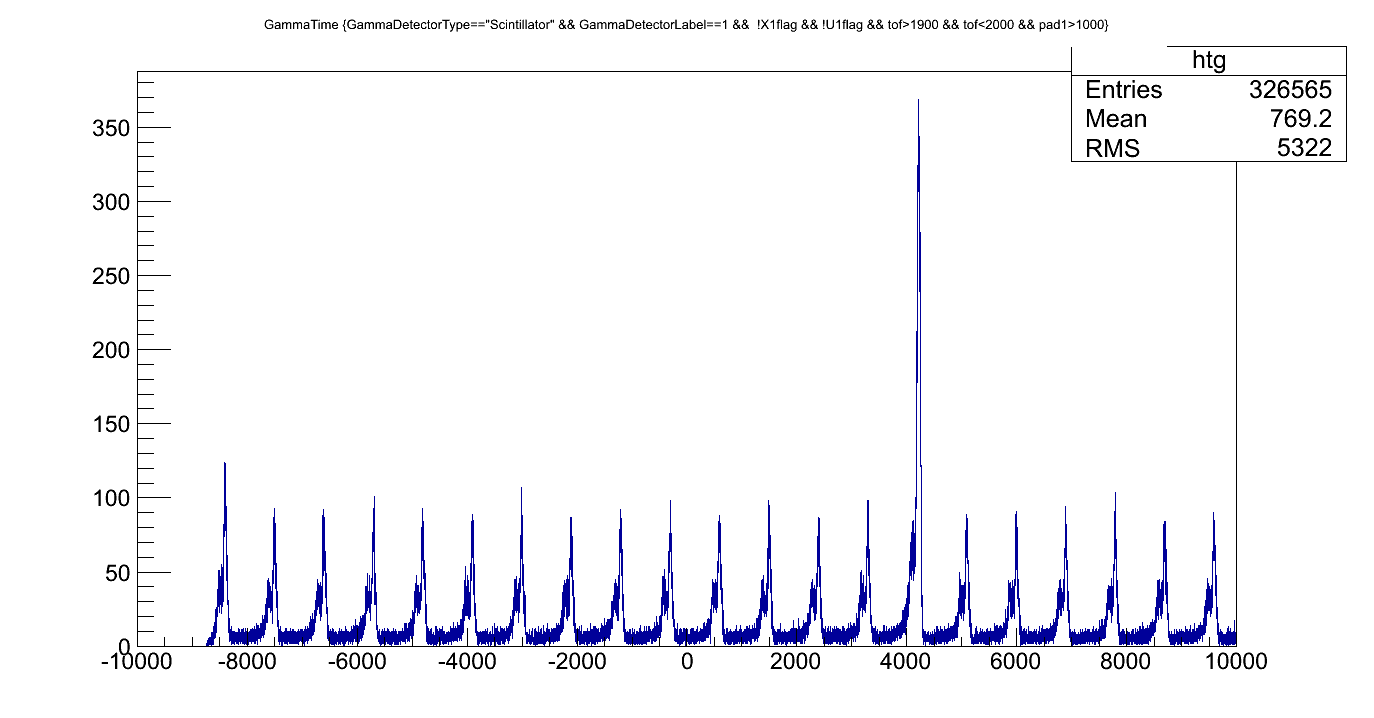 GammaTime {GammaDetectorType=="Scintillator" && GammaDetectorLabel==1 && !X1flag && !U1flag && tof>1900 && tof<2000 && pad1>1000}
htg
Entries 326565
Mean 769.2
RMS 5322
350
300
250
200
150
100
50
0
-10000 -8000 -6000 -4000 -2000 0 2000 4000 6000 8000 10000